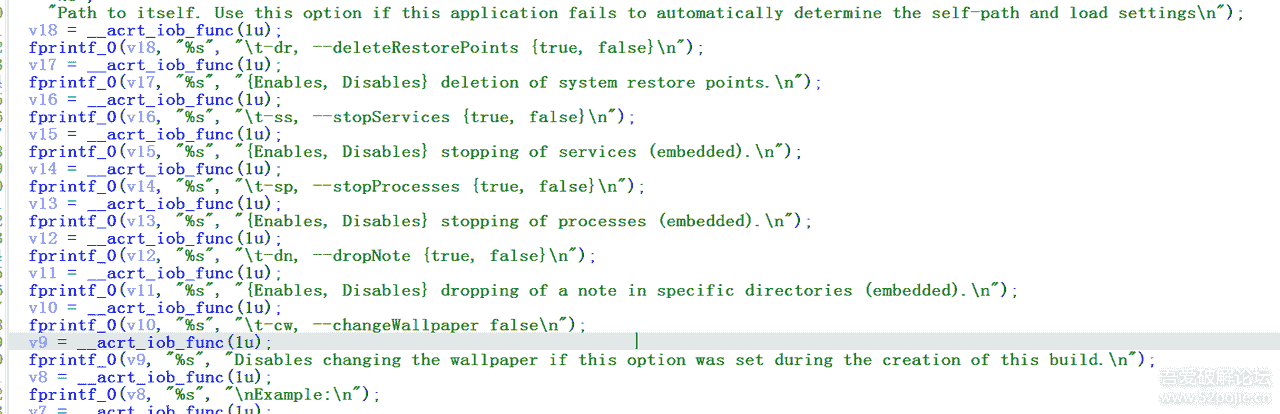 "Path to itself. Use this option if this application fails to automatically determine the self-path and load settings\n");
v18 = __acrt_iob_func(1u);
fprintf_0(v18, "%s", "\t-dr, --deleteRestorePoints {true, false}\n");
v17 = __acrt_iob_func(1u);
fprintf_0(v17, "%s", "{Enables, Disables} deletion of system restore points.\n");
v16 = __acrt_iob_func(1u);
fprintf_0(v16, "%s", "\t-ss, --stopServices {true, false}\n");
v15 = __acrt_iob_func(1u);
fprintf_0(v15, "%s", "{Enables, Disables} stopping of services (embedded).\n");
v14 = __acrt_iob_func(1u);
fprintf_0(v14, "%s", "\t-sp, --stopProcesses {true, false}\n");
v13 = __acrt_iob_func(1u);
fprintf_0(v13, "%s", "{Enables, Disables} stopping of processes (embedded).\n");
v12 = __acrt_iob_func(1u);
fprintf_0(v12, "%s", "\t-dn, --dropNote {true, false}\n");
v11 = __acrt_iob_func(1u);
fprintf_0(v11, "%s", "{Enables, Disables} dropping of a note in specific directories (embedded).\n");
v10 = __acrt_iob_func(1u);
fprintf_0(v10, "%s", "\t-cw, --changeWallpaper false\n");
v9 = __acrt_iob_func(1u);
fprintf_0(v9, "%s", "Disables changing the wallpaper if this option was set during the creation of this build.\n");
v8 = __acrt_iob_func(1u);
fprintf_0(v8, "%s", "\nExample:\n");
v7 = __acrt_iob_func(1u);
吾爱破解论坛
www.52pojie.cn